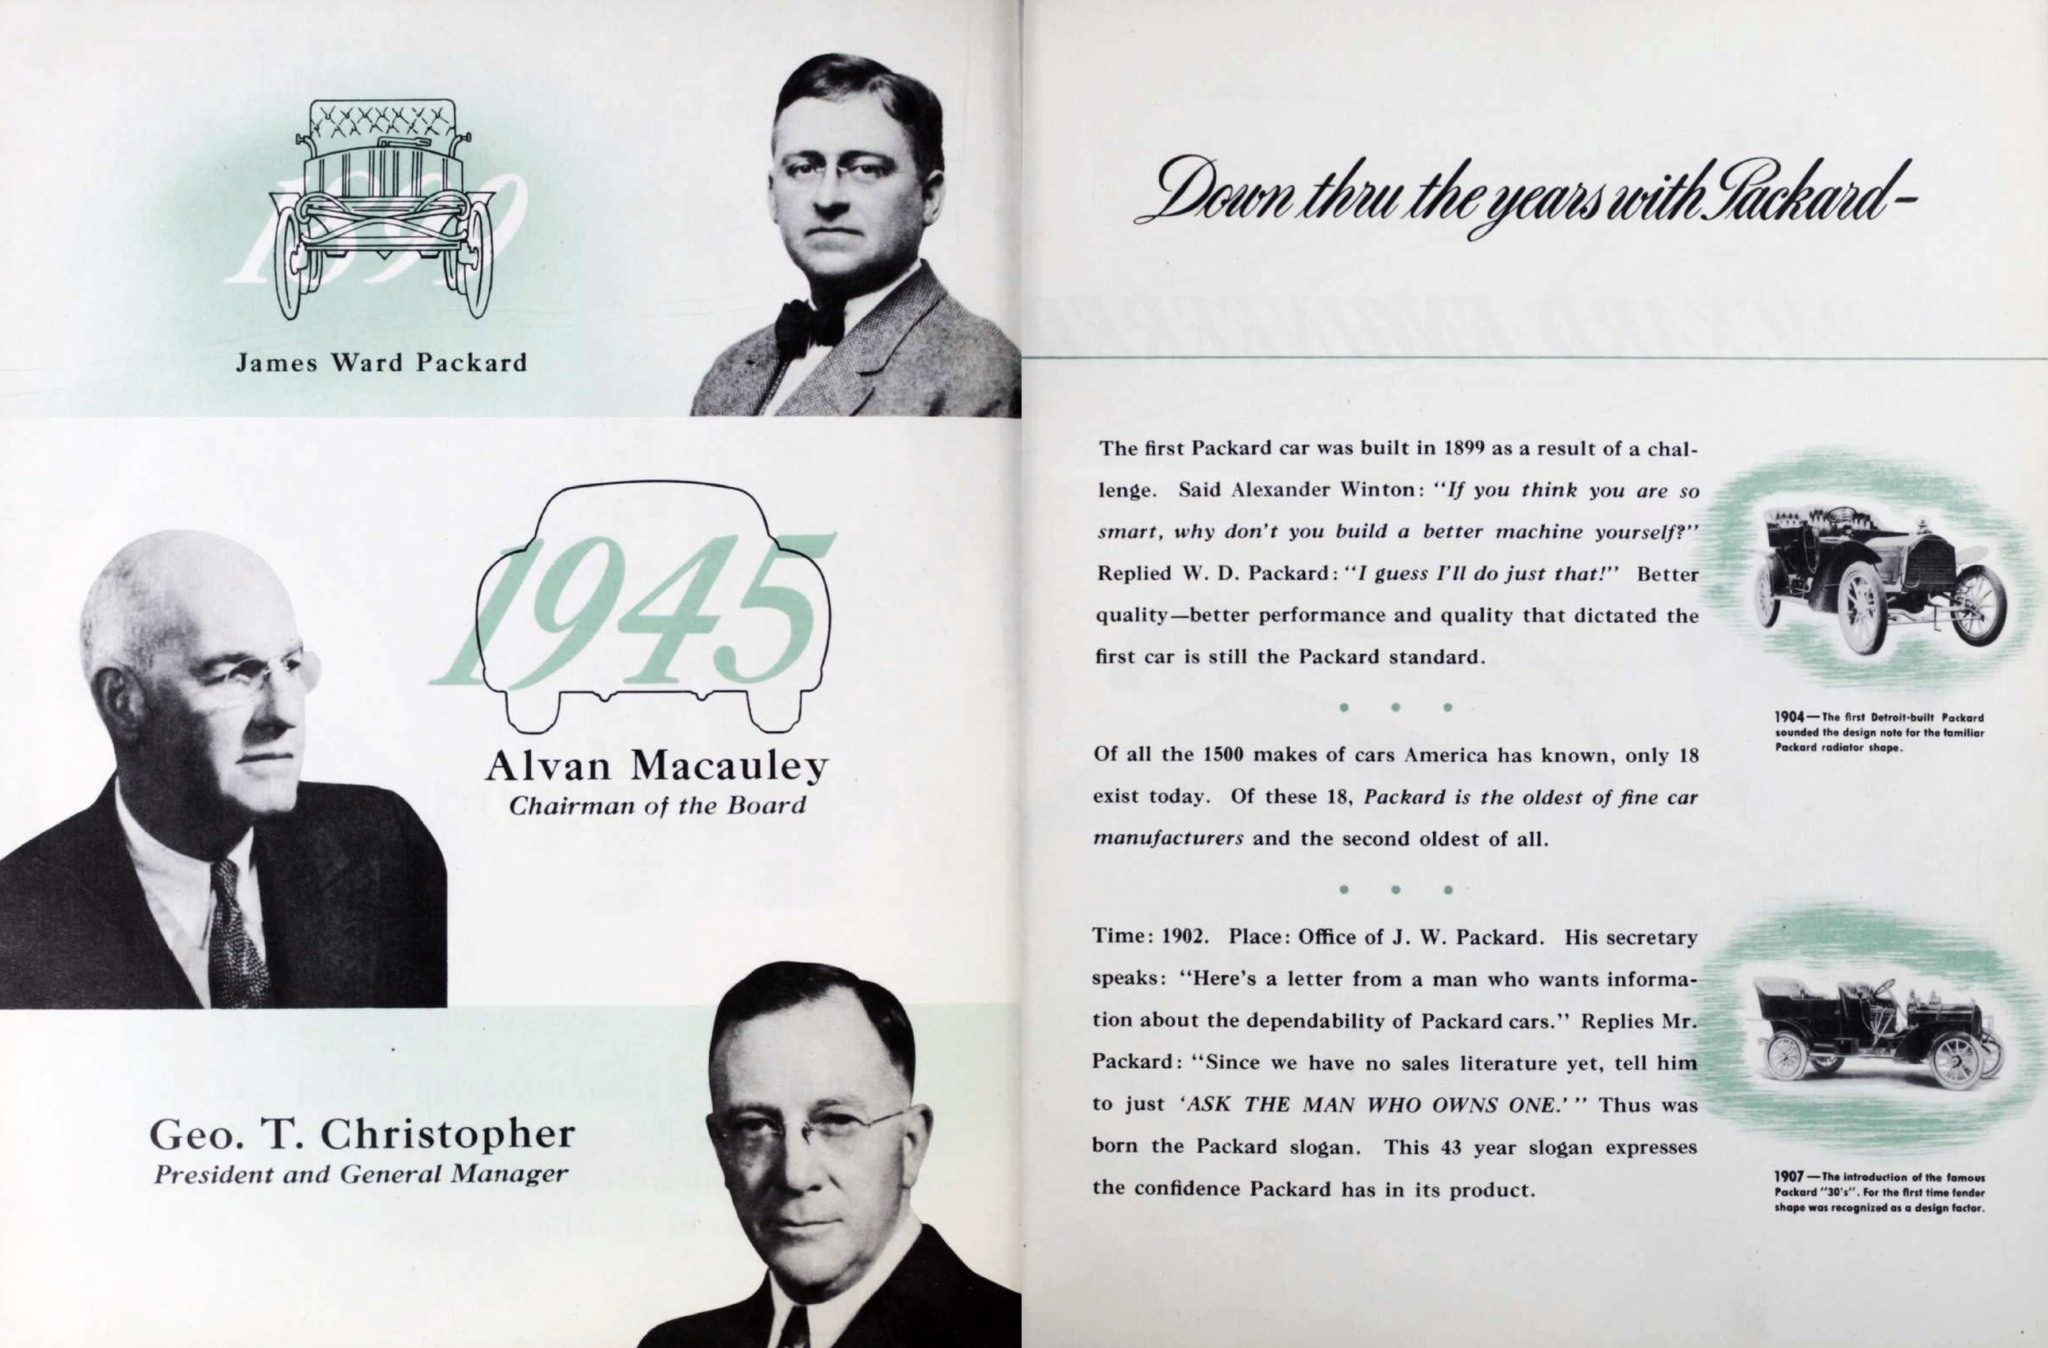 1899
James Ward Packard
1945
Alvan Macauley
Chairman of the Board
Geo. T. Christopher
President and General Manager
Down thru the years with Packard-
The first Packard car was built in 1899 as a result of a chal-
lenge. Said Alexander Winton: "If you think you are so
smart, why don't you build a better machine yourself?"
Replied W. D. Packard: "I guess I'll do just that!" Better
quality—better performance and quality that dictated the
first car is still the Packard standard.
Of all the 1500 makes of cars America has known, only 18
exist today. Of these 18, Packard is the oldest of fine car
manufacturers and the second oldest of all.
Time: 1902. Place: Office of J. W. Packard. His secretary
speaks: "Here's a letter from a man who wants informa-
tion about the dependability of Packard cars." Replies Mr.
Packard: "Since we have no sales literature yet, tell him
to just 'ASK THE MAN WHO OWNS ONE.' " Thus was
born the Packard slogan. This 43 year slogan expresses
the confidence Packard has in its product.
1904—The first Detroit-built Packard
sounded the design note for the familiar
Packard radiator shape.
1907—The introduction of the famous
Packard "30's". For the first time fender
shape was recognized as a design factor.